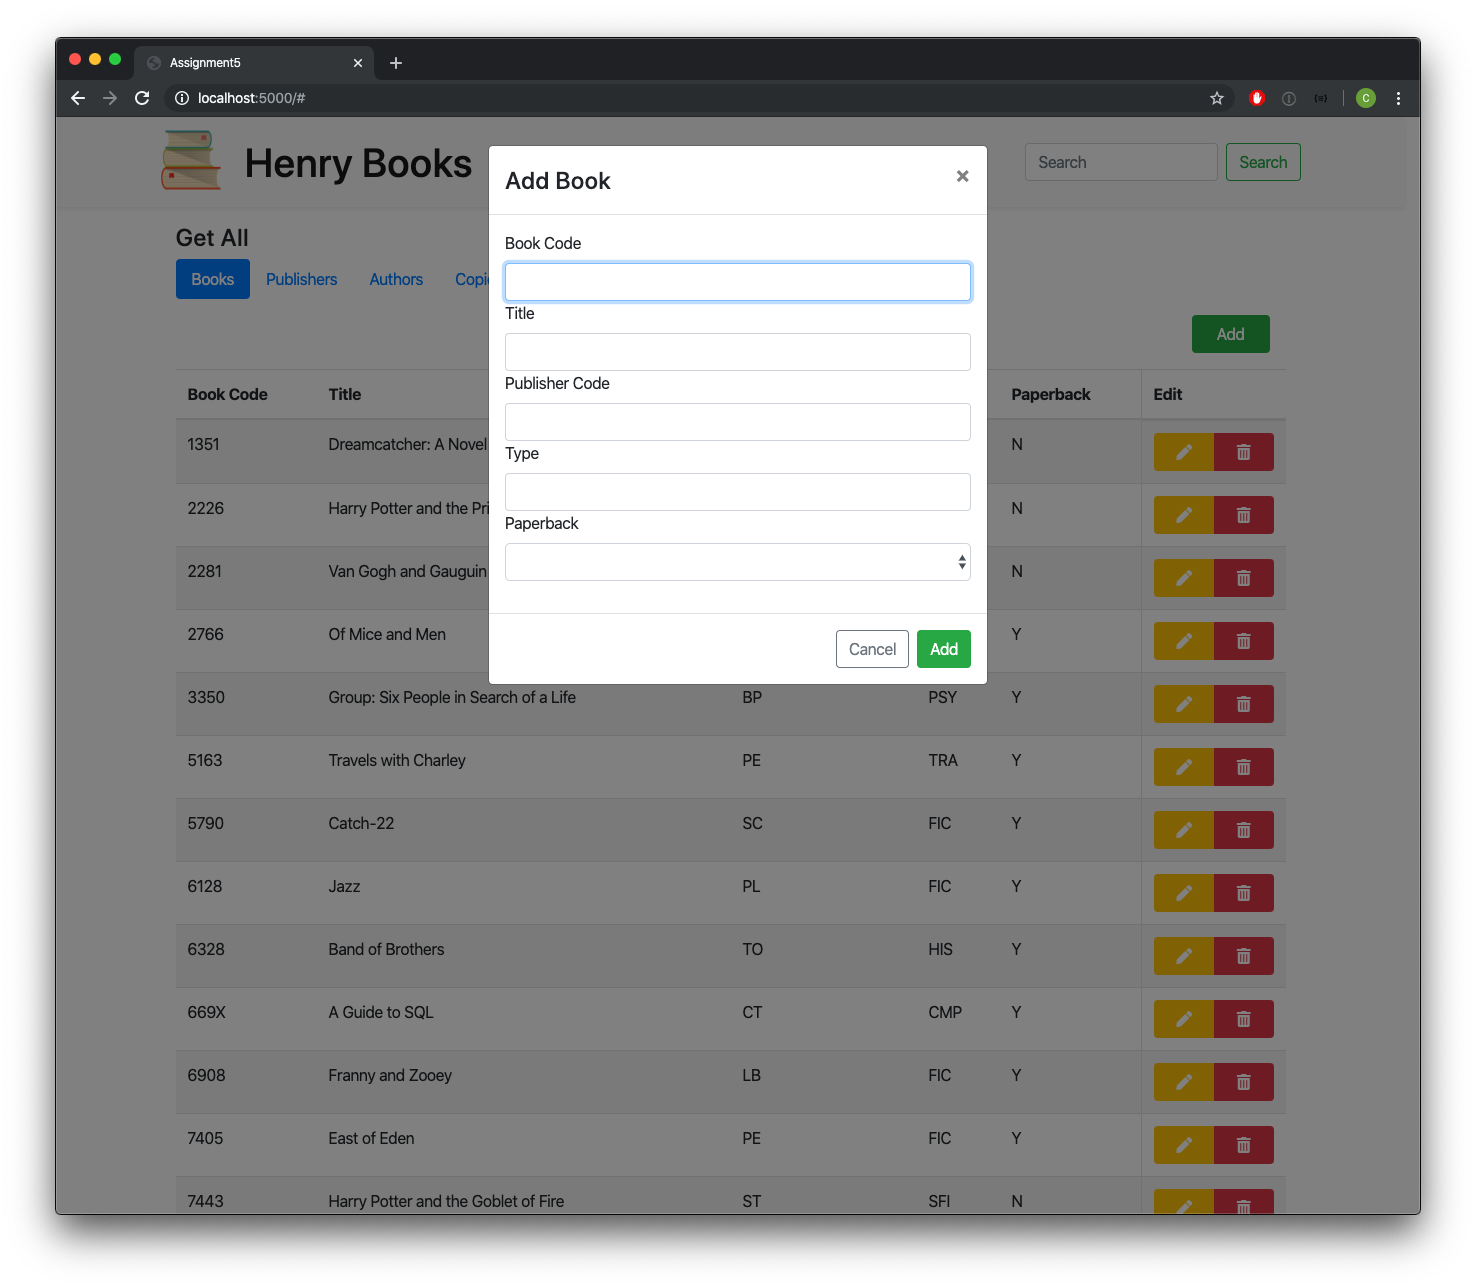 Assignment5
localhost:5000/#
C
Henry Books
Search
Search
Get All
Books Publishers Authors
Add
Add Book ×
Book Code
Title
Publisher Code
Type
Paperback
Cancel Add
Book Code Title Paperback Edit
1351 Dreamcatcher: A Novel N
2226 Harry Potter and the N
2281 Van Gogh and Gauguin N
2766 Of Mice and Men Y
3350 Group: Six People in Search of a Life BP PSY Y
5163 Travels with Charley PE TRA Y
5790 Catch-22 SC FIC Y
6128 Jazz PL FIC Y
6328 Band of Brothers TO HIS Y
669X A Guide to SQL CT CMP Y
6908 Franny and Zooey LB FIC Y
7405 East of Eden PE FIC Y
7443 Harry Potter and the Goblet of Fire ST SFI N